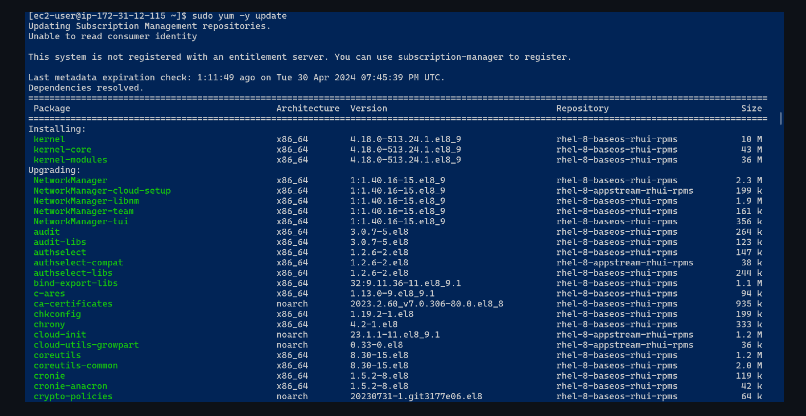 [ec2-user@ip-172-31-12-115 ~]$ sudo yum -y update
Updating Subscription Management repositories.
Unable to read consumer identity
This system is not registered with an entitlement server. You can use subscription-manager to register.
Last metadata expiration check: 1:11:49 ago on Tue 30 Apr 2024 07:45:39 PM UTC.
Dependencies resolved.
Package Architecture Version Repository Size
Installing:
kernel x86_64 4.18.0-513.24.1.el8_9 rhel-8-baseos-rhui-rpms 10 M
kernel-core x86_64 4.18.0-513.24.1.el8_9 rhel-8-baseos-rhui-rpms 43 M
kernel-modules x86_64 4.18.0-513.24.1.el8_9 rhel-8-baseos-rhui-rpms 36 M
Upgrading:
NetworkManager x86_64 1:1.40.16-15.el8_9 rhel-8-baseos-rhui-rpms 2.3 M
NetworkManager-cloud-setup x86_64 1:1.40.16-15.el8_9 rhel-8-appstream-rhui-rpms 199 k
NetworkManager-libnm x86_64 1:1.40.16-15.el8_9 rhel-8-baseos-rhui-rpms 1.9 M
NetworkManager-team x86_64 1:1.40.16-15.el8_9 rhel-8-baseos-rhui-rpms 161 k
NetworkManager-tui x86_64 1:1.40.16-15.el8_9 rhel-8-baseos-rhui-rpms 356 k
audit x86_64 3.0.7-5.el8 rhel-8-baseos-rhui-rpms 264 k
audit-libs x86_64 3.0.7-5.el8 rhel-8-baseos-rhui-rpms 123 k
authselect x86_64 1.2.6-2.el8 rhel-8-baseos-rhui-rpms 147 k
authselect-compat x86_64 1.2.6-2.el8 rhel-8-appstream-rhui-rpms 38 k
authselect-libs x86_64 1.2.6-2.el8 rhel-8-baseos-rhui-rpms 244 k
bind-export-libs x86_64 32:9.11.36-11.el8_9.1 rhel-8-baseos-rhui-rpms 1.1 M
c-ares x86_64 1.13.0-9.el8_9.1 rhel-8-baseos-rhui-rpms 94 k
ca-certificates noarch 2023.2.60_v7.0.306-80.0.el8_8 rhel-8-baseos-rhui-rpms 935 k
chkconfig x86_64 1.19.2-1.el8 rhel-8-baseos-rhui-rpms 199 k
chrony x86_64 4.2-1.el8 rhel-8-baseos-rhui-rpms 333 k
cloud-init noarch 23.1.1-11.el8_9.1 rhel-8-appstream-rhui-rpms 1.2 M
cloud-utils-growpart noarch 0.33-0.el8 rhel-8-appstream-rhui-rpms 36 k
coreutils x86_64 8.30-15.el8 rhel-8-baseos-rhui-rpms 1.2 M
coreutils-common x86_64 8.30-15.el8 rhel-8-baseos-rhui-rpms 2.0 M
cronie x86_64 1.5.2-8.el8 rhel-8-baseos-rhui-rpms 119 k
cronie-anacron x86_64 1.5.2-8.el8 rhel-8-baseos-rhui-rpms 42 k
crypto-policies noarch 20230731-1.git3177e06.el8 rhel-8-baseos-rhui-rpms 64 k